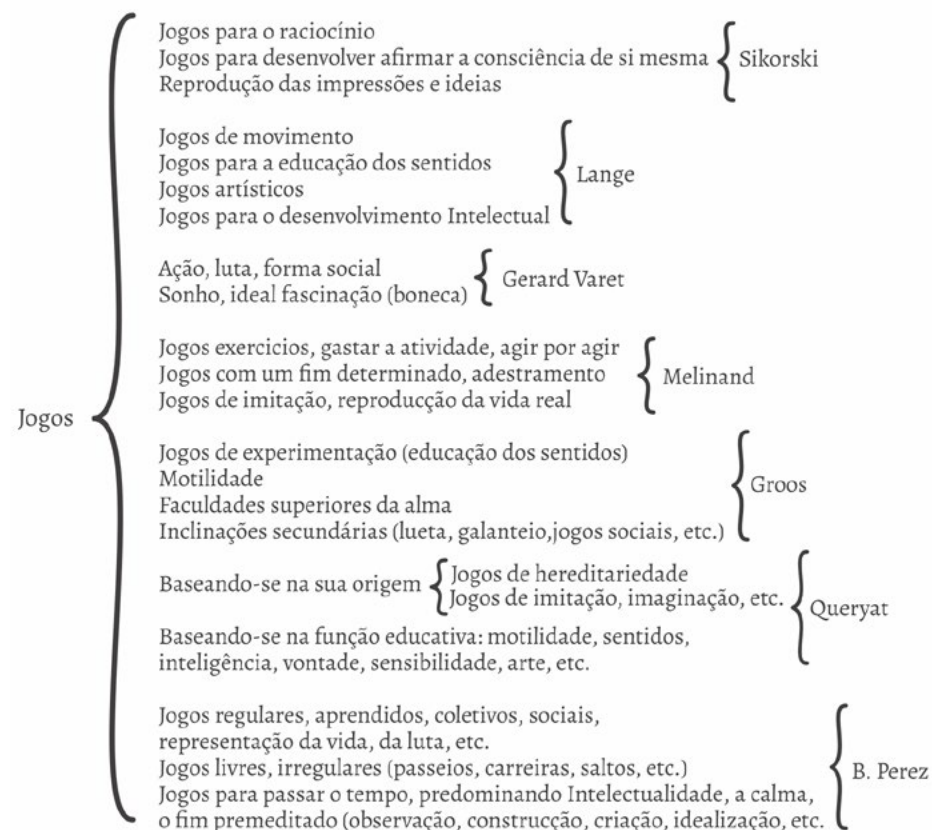 Jogos para o raciocínio
Jogos para desenvolver afirmar a consciência de si mesma
Reprodução das impressões e ideias
Sikorski
Jogos de movimento
Jogos para a educação dos sentidos
Jogos artísticos
Jogos para o desenvolvimento Intelectual
Lange
Ação, luta, forma social
Sonho, ideal fascinação (boneca)
Gerard Varet
Jogos exercicios, gastar a atividade, agir por agir
Jogos com um fim determinado, adestramento
Jogos de imitação, reproducção da vida real
Melinand
Jogos
Jogos de experimentação (educação dos sentidos)
Motilidade
Faculdades superiores da alma
Inclinações secundárias (lueta, galanteio,jogos sociais, etc.)
Groos
Baseando-se na sua origem
Jogos de hereditariedade
Jogos de imitação, imaginação, etc.
Baseando-se na função educativa: motilidade, sentidos,
inteligência, vontade, sensibilidade, arte, etc.
Queryat
Jogos regulares, aprendidos, coletivos, sociais,
representação da vida, da luta, etc.
Jogos livres, irregulares (passeios, carreiras, saltos, etc.)
Jogos para passar o tempo, predominando Intelectualidade, a calma,
o fim premeditado (observação, construcção, criação, idealização, etc.
B. Perez